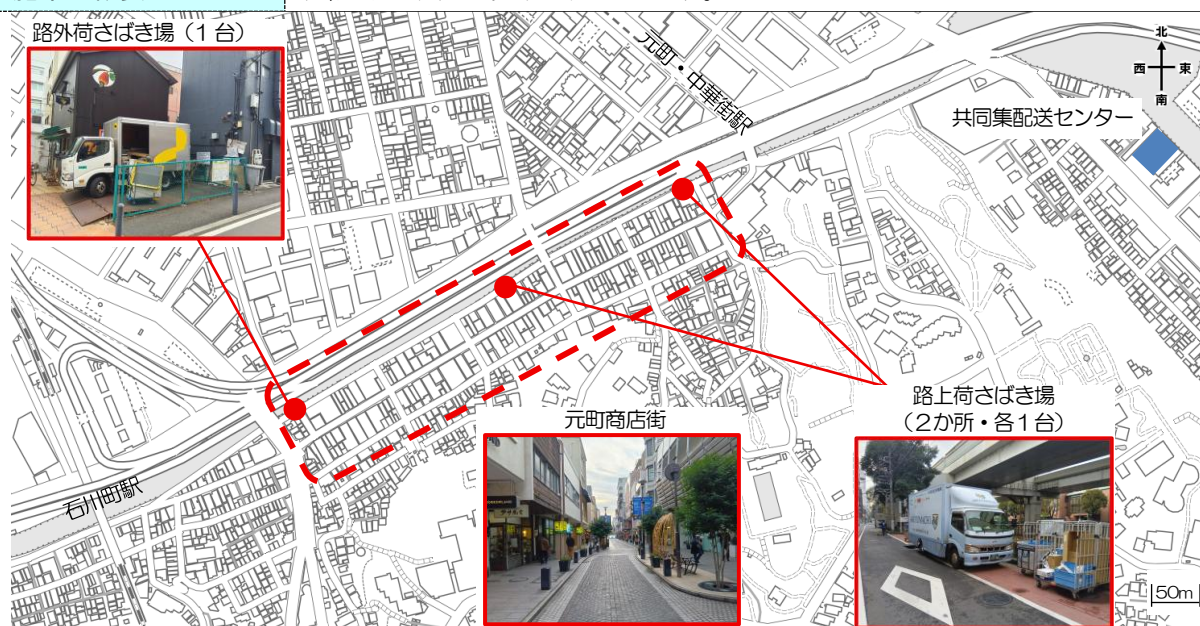 路外荷さばき場（１台）
元町・中華街駅
北
西
東
南
共同集配送センター
路上荷さばき場
（２か所・各１台）
元町商店街
石川町駅
50m